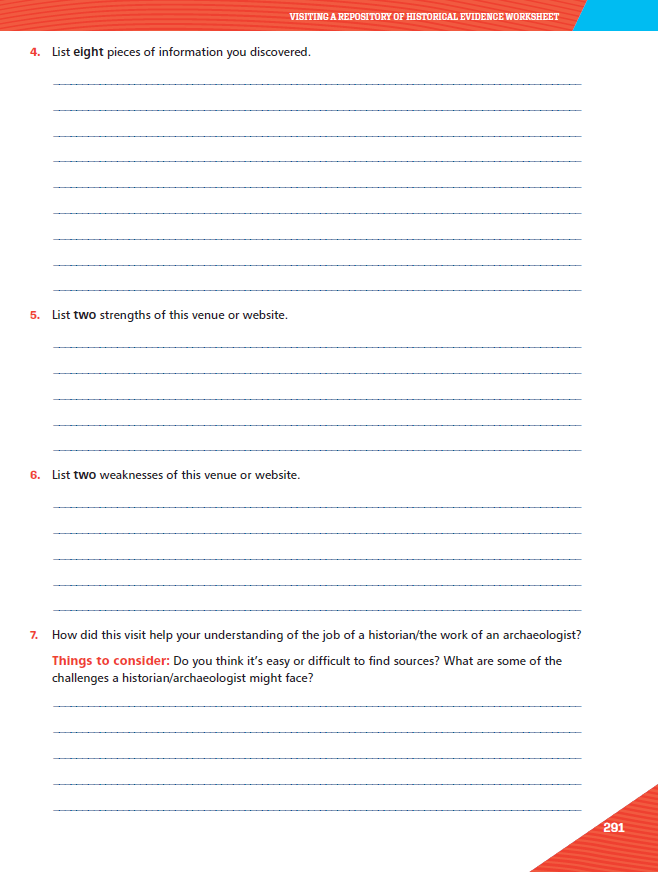 VISITING A REPOSITORY OF HISTORICAL EVIDENCE WORKSHEET
4. List eight pieces of information you discovered.
5. List two strengths of this venue or website.
6. List two weaknesses of this venue or website.
7. How did this visit help your understanding of the job of a historian/the work of an archaeologist?
Things to consider: Do you think it's easy or difficult to find sources? What are some of the
challenges a historian/archaeologist might face?
291